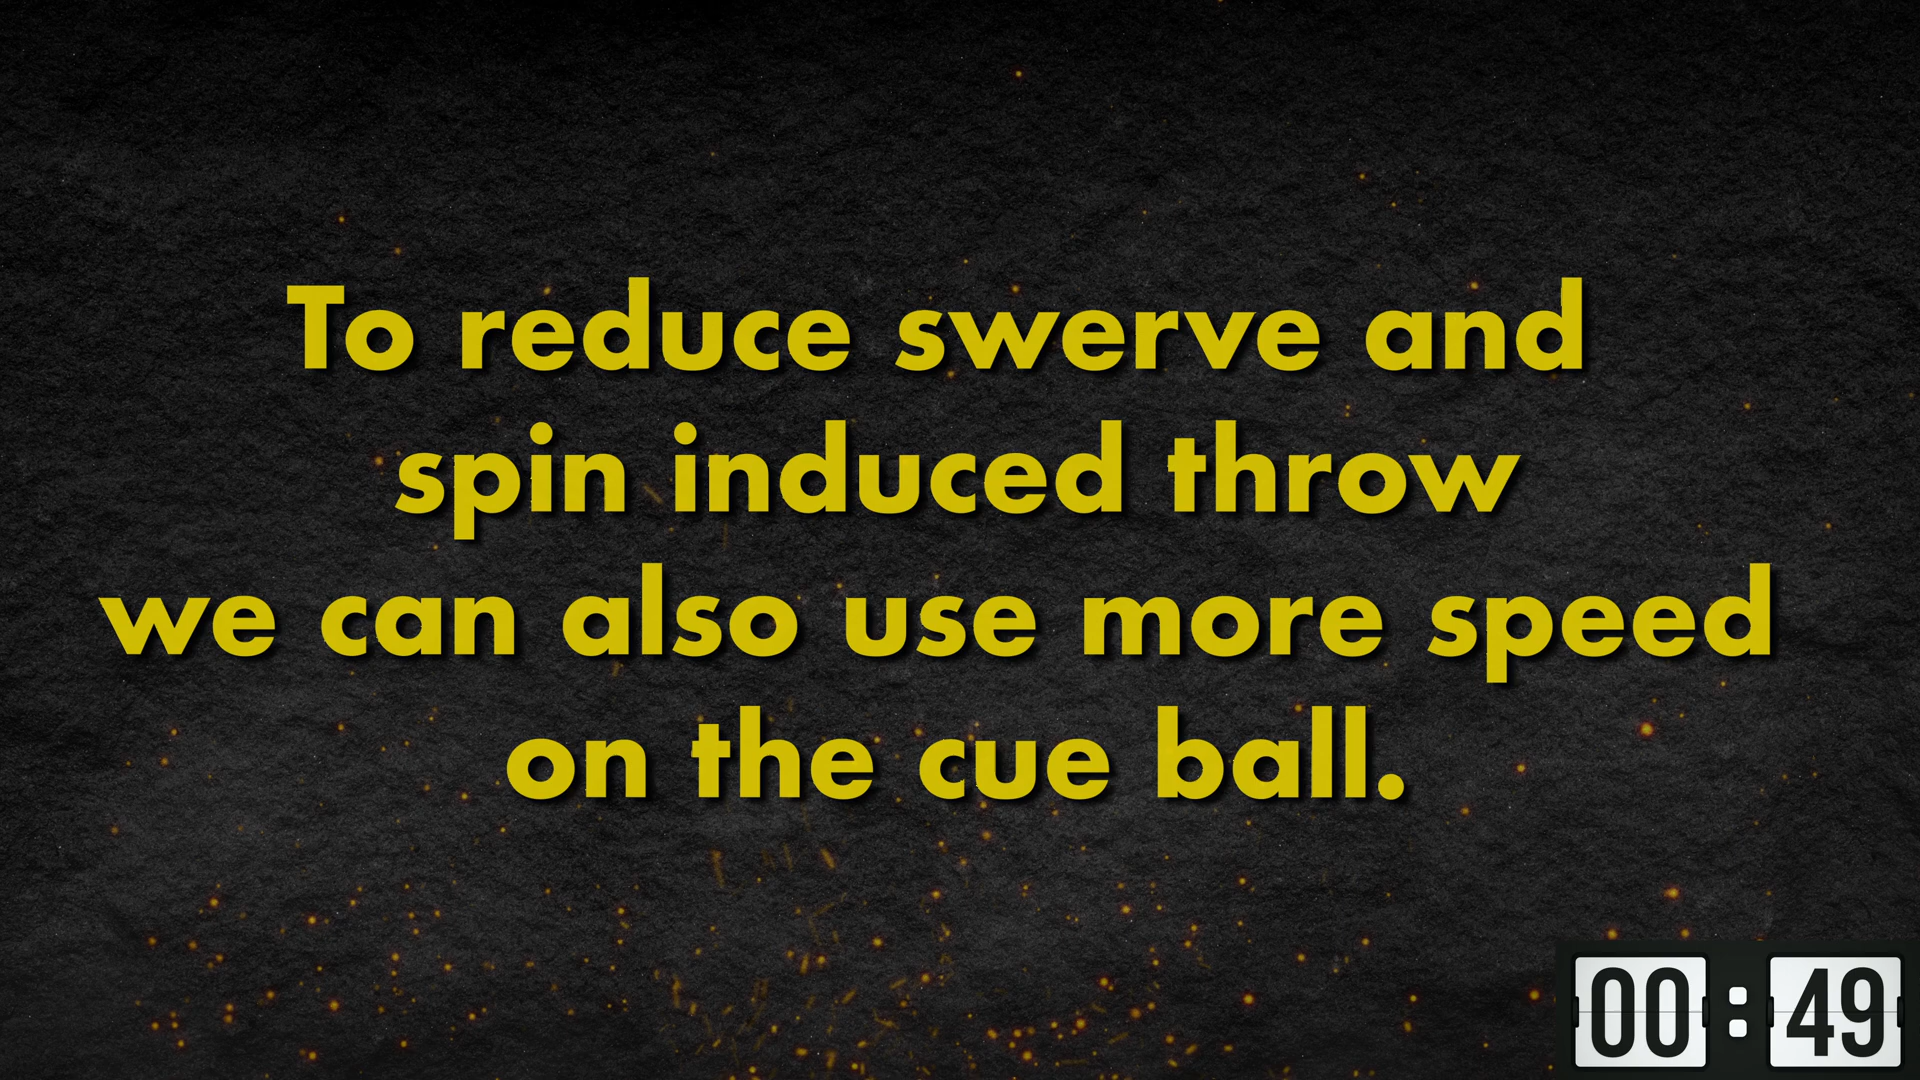 To reduce swerve and
spin induced throw
we can also use more speed
on the cue ball.
00:49